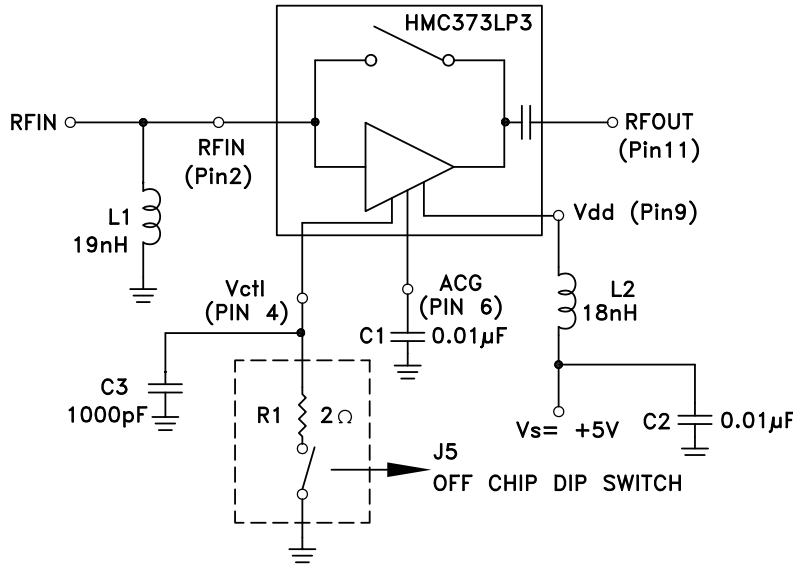 HMC373LP3
RFIN
RFIN
(Pin2)
RFOUT
(Pin11)
L1
19nH
Vdd (Pin9)
Vctl
(PIN 4)
ACG
(PIN 6)
L2
18nH
C1 0.01µF
C3
1000pF
R1 2Ω
Vs= +5V
C2 0.01µF
J5
OFF CHIP DIP SWITCH